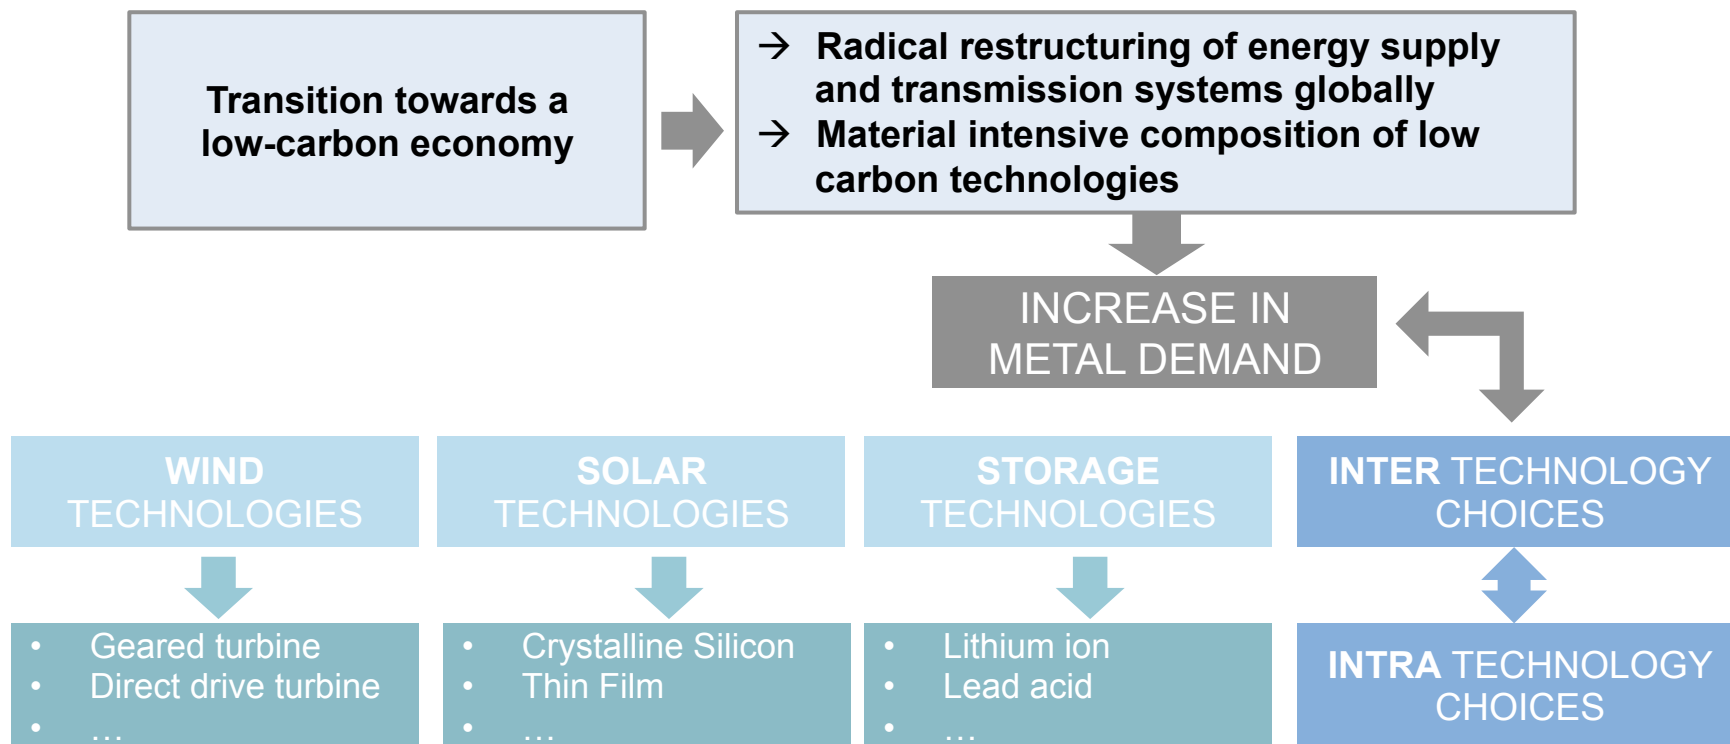 Transition towards a
low-carbon economy
→ Radical restructuring of energy supply
and transmission systems globally
→ Material intensive composition of low
carbon technologies
INCREASE IN
METAL DEMAND
WIND
TECHNOLOGIES
SOLAR
TECHNOLOGIES
STORAGE
TECHNOLOGIES
INTER TECHNOLOGY
CHOICES
• Geared turbine
• Direct drive turbine
• …
• Crystalline Silicon
• Thin Film
• …
• Lithium ion
• Lead acid
• …
INTRA TECHNOLOGY
CHOICES